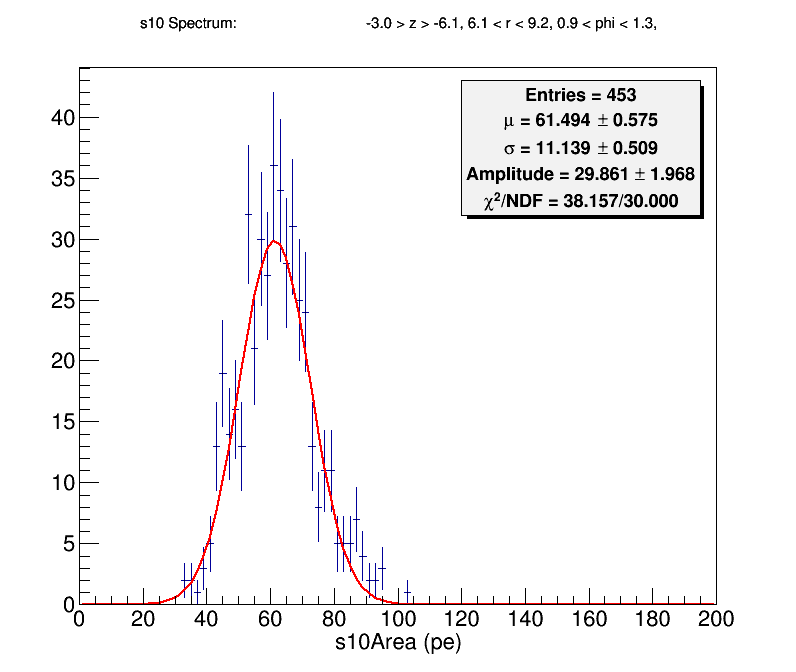 s10 Spectrum: -3.0 > z > -6.1, 6.1 < r < 9.2, 0.9 < phi < 1.3,
Entries = 453
μ = 61.494 ± 0.575
σ = 11.139 ± 0.509
Amplitude = 29.861 ± 1.968
χ²/NDF = 38.157/30.000
40
35
30
25
20
15
10
5
0
0 20 40 60 80 100 120 140 160 180 200
s10Area (pe)